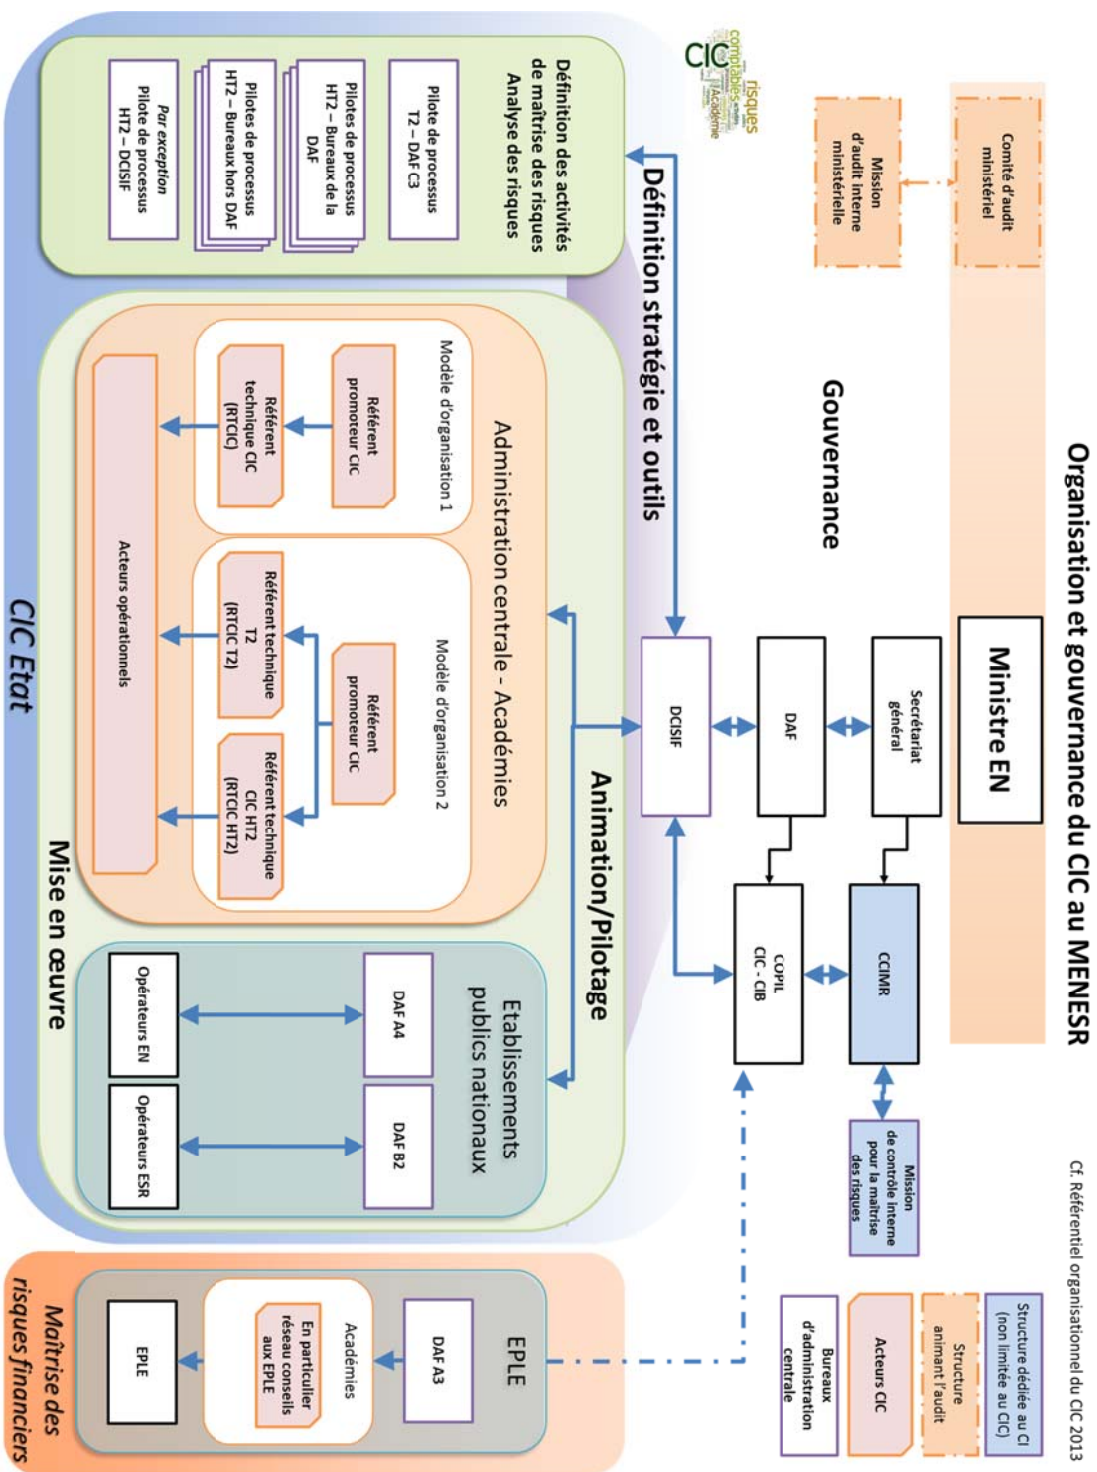 Organisation et gouvernance du CIC au MENESR
Cf. Référentiel organisationnel du CIC 2013
Ministre EN
Comité d'audit
ministériel
Mission
d'audit interne
ministérielle
Gouvernance
Secrétariat
général
CCIMR
Mission
de contrôle interne
pour la maîtrise
des risques
DAF
COPIL
CIC - CIB
DCISIF
Structure dédiée au CI
(non limitée au CIC)
Structure
animant l'audit
Acteurs CIC
Bureaux
d'administration
centrale
risques
comptables
CIC
Académie
Définition stratégie et outils
Animation/Pilotage
Définition des activités
de maîtrise des risques
Analyse des risques
Pilote de processus
T2 – DAF C3
Pilotes de processus
HT2 – Bureaux de la
DAF
Pilotes de processus
HT2 – Bureaux hors DAF
Par exception
Pilote de processus
HT2 – DCISIF
Administration centrale - Académies
Modèle d'organisation 1
Référent
promoteur CIC
Référent
technique CIC
(RTCIC)
Modèle d'organisation 2
Référent
promoteur CIC
Référent technique
T2
(RTCIC T2)
Référent technique
CIC HT2
(RTCIC HT2)
Acteurs opérationnels
Etablissements
publics nationaux
DAF A4
DAF B2
Opérateurs EN
Opérateurs ESR
Mise en œuvre
CIC Etat
EPLE
DAF A3
Académies
En particulier
réseau conseils
aux EPLE
EPLE
Maîtrise des
risques financiers